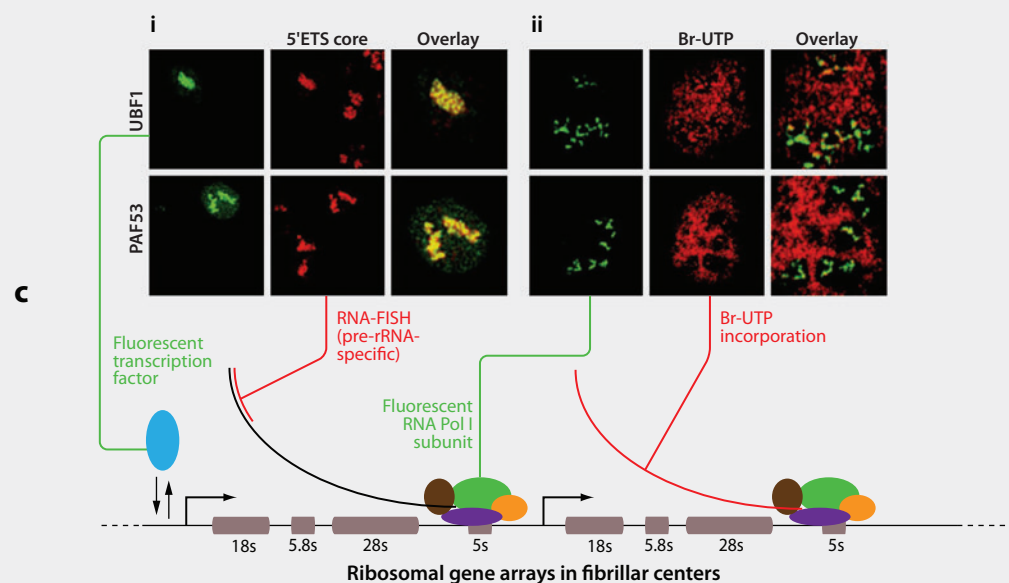 i
ii
5'ETS core
Overlay
Br-UTP
Overlay
UBF1
PAF53
c
RNA-FISH
(pre-rRNA-
specific)
Br-UTP
incorporation
Fluorescent
transcription
factor
Fluorescent
RNA Pol I
subunit
18s
5.8s
28s
5s
18s
5.8s
28s
5s
Ribosomal gene arrays in fibrillar centers